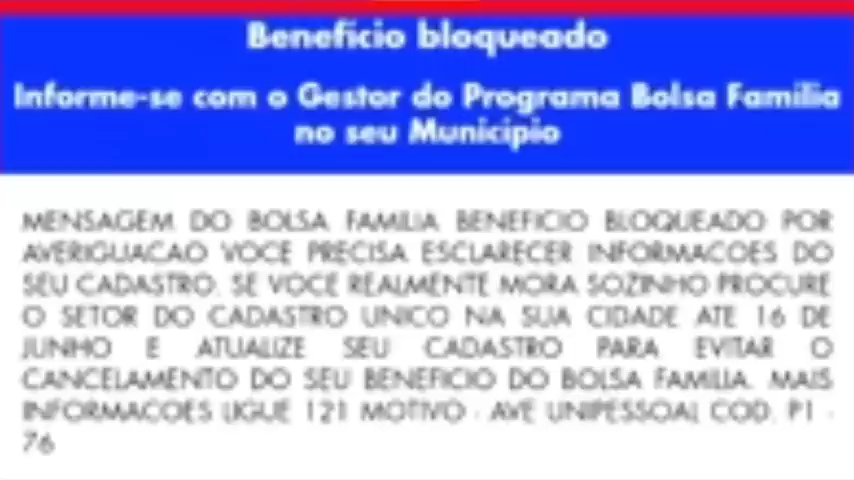 Benefício bloqueado
Informe-se com o Gestor do Programa Bolsa Família
no seu Município
MENSAGEM DO BOLSA FAMILIA BENEFICIO BLOQUEADO POR
AVERIGUACAO VOCE PRECISA ESCLARECER INFORMACOES DO
SEU CADASTRO. SE VOCE REALMENTE MORA SOZINHO PROCURE
O SETOR DO CADASTRO UNICO NA SUA CIDADE ATE 16 DE
JUNHO E ATUALIZE SEU CADASTRO PARA EVITAR O
CANCELAMENTO DO SEU BENEFICIO DO BOLSA FAMILIA. MAIS
INFORMACOES LIGUE 121 MOTIVO - AVE UNIPESSOAL COD. P1 -
76